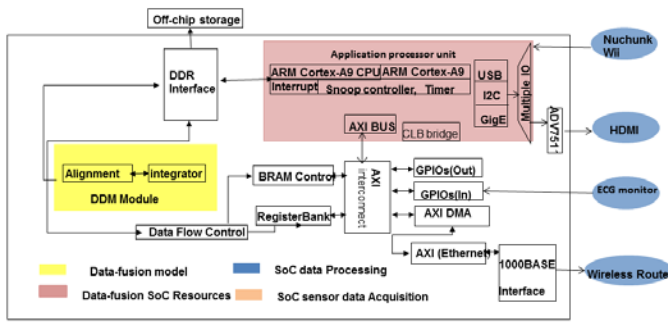 Off-chip storage
Application processor unit
Nuchunk
Wii
DDR
Interface
ARM Cortex-A9 CPU
ARM Cortex-A9
Interrupt
Snoop controller, Timer
USB
I2C
GigE
Multiple IO
AXI BUS
CLB bridge
ADV751
HDMI
Alignment
integrator
DDM Module
BRAM Control
AXI
interconnect
GPIOs(Out)
GPIOs(In)
ECG monitor
RegisterBank
AXI DMA
Data Flow Control
AXI (Ethernet)
1000BASE
Interface
Wireless Route
Data-fusion model
SoC data Processing
Data-fusion SoC Resources
SoC sensor data Acquisition